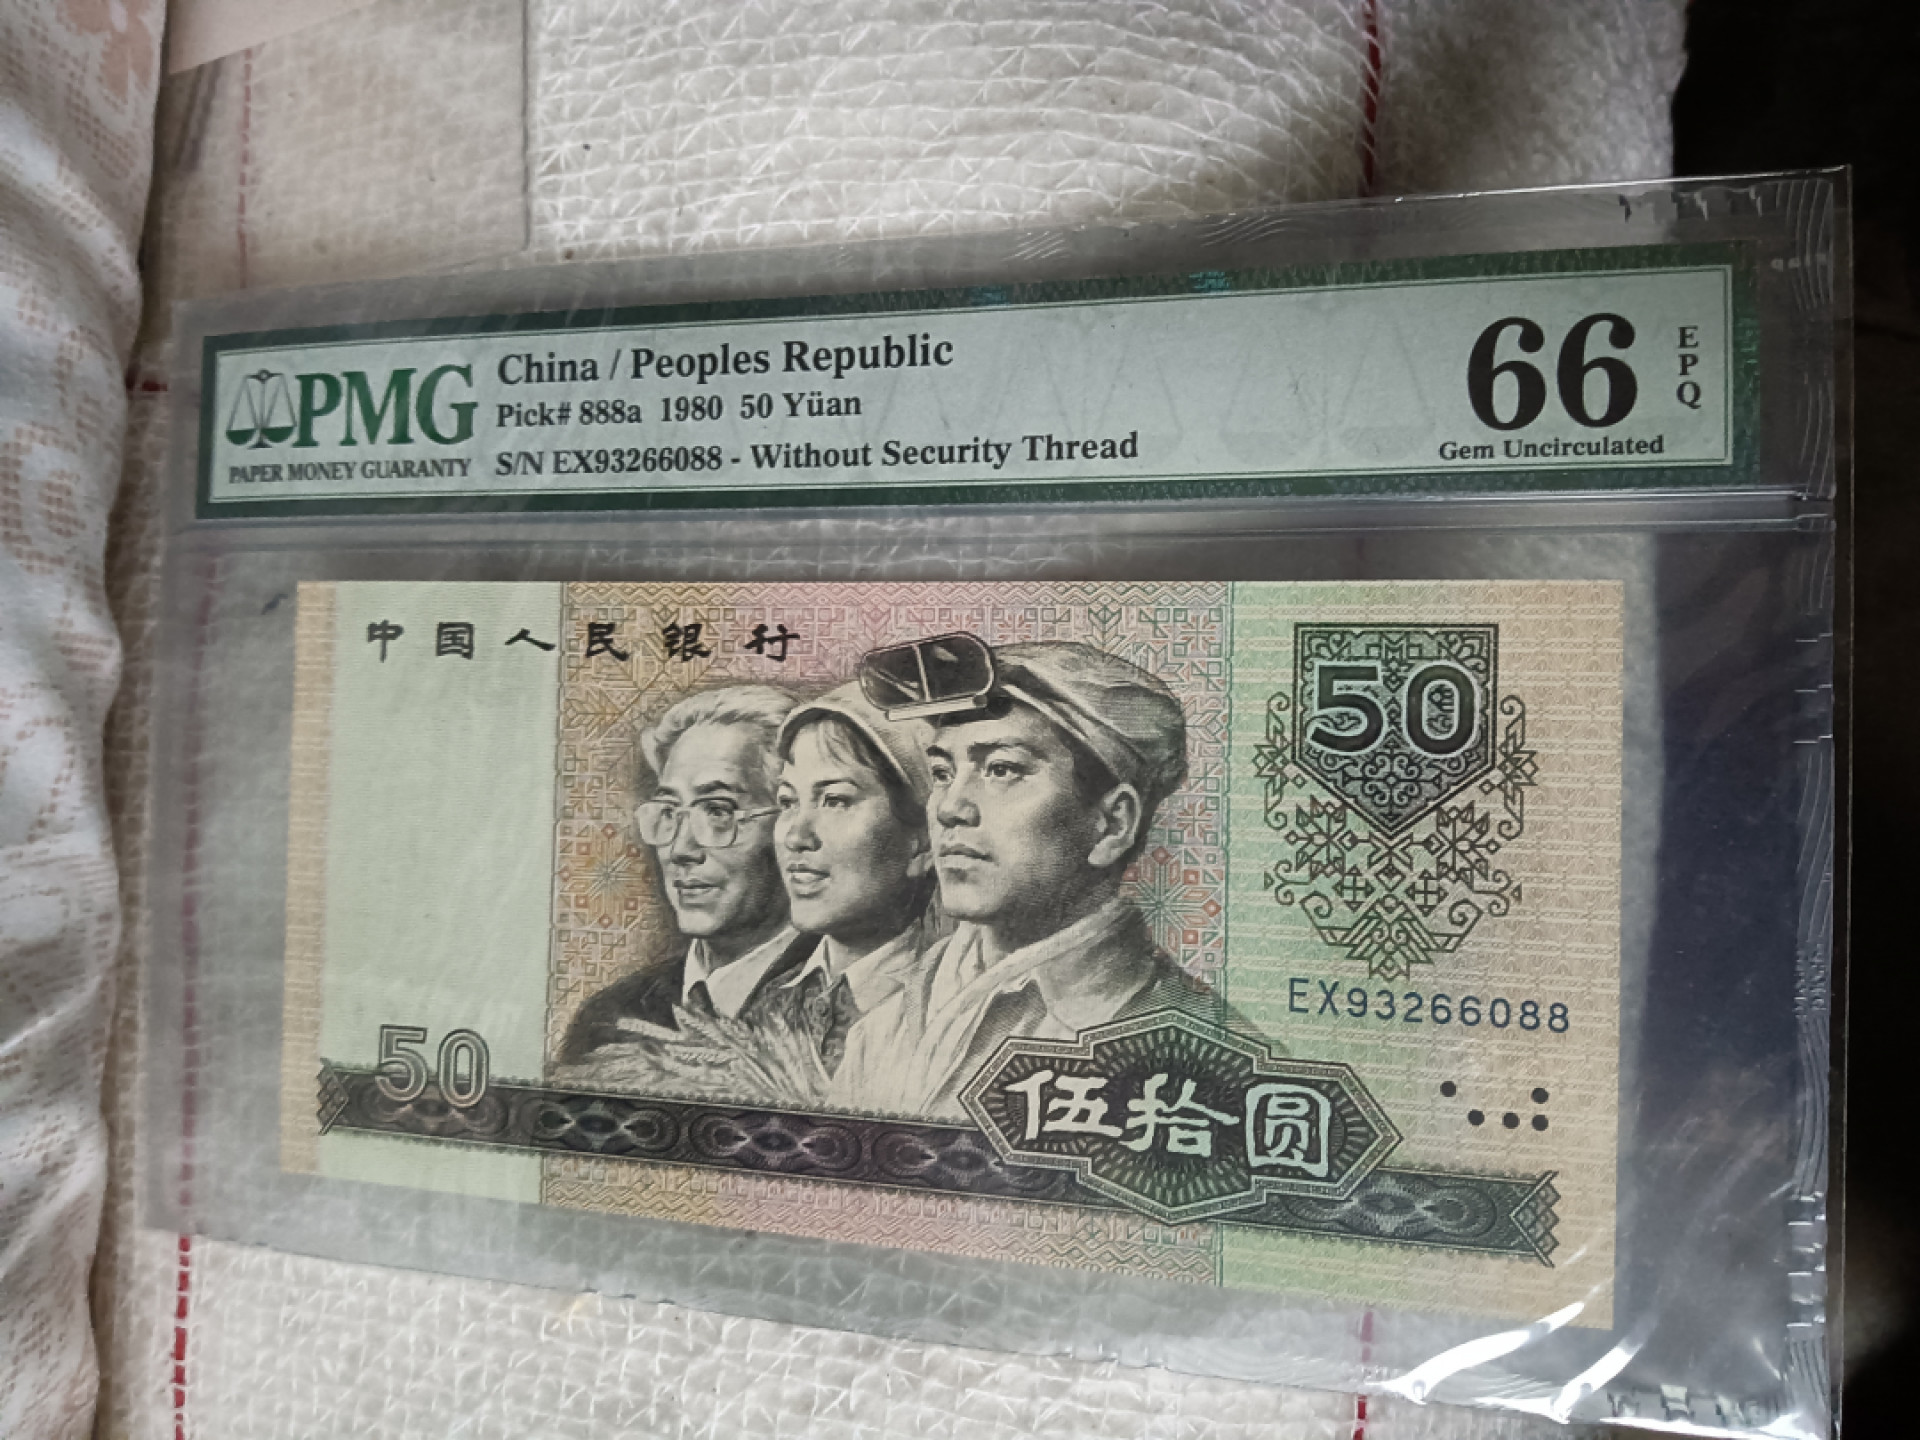 PMG
PAPER MONEY GUARANTY
China / Peoples Republic
Pick# 888a 1980 50 Yüan
S/N EX93266088 - Without Security Thread
66
EPQ
Gem Uncirculated
中国人民银行
50
EX93266088
50
伍拾圆